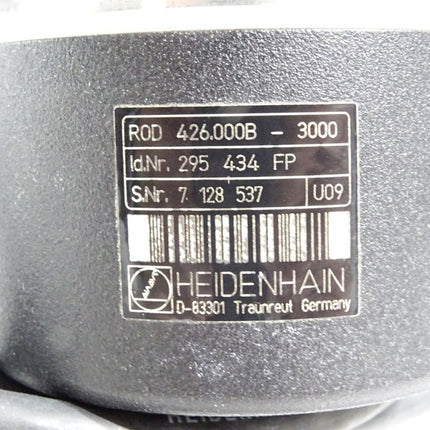 ROD 426.000B - 3000
Id.Nr. 295 434 FP
S.Nr. 7 128 537 U09
HEIDENHAIN
D-83301 Traunreut Germany